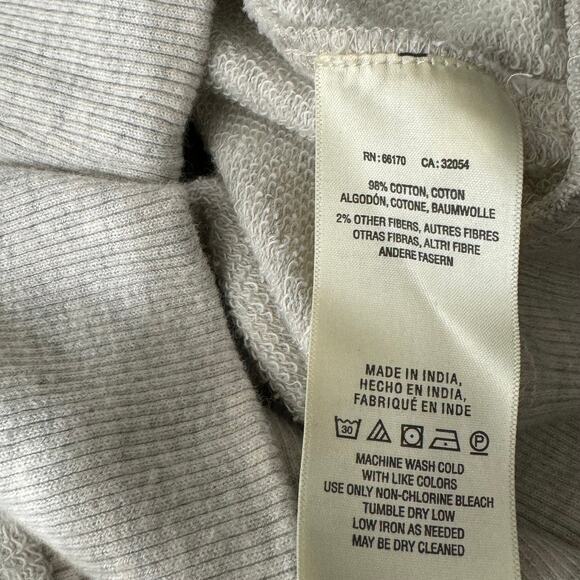 RN: 66170 CA: 32054
98% COTTON, COTON
ALGODÓN, COTONE, BAUMWOLLE
2% OTHER FIBERS, AUTRES FIBRES
OTRAS FIBRAS, ALTRI FIBRE
ANDERE FASERN
MADE IN INDIA,
HECHO EN INDIA,
FABRIQUÉ EN INDE
30 P
MACHINE WASH COLD
WITH LIKE COLORS
USE ONLY NON-CHLORINE BLEACH
TUMBLE DRY LOW
LOW IRON AS NEEDED
MAY BE DRY CLEANED